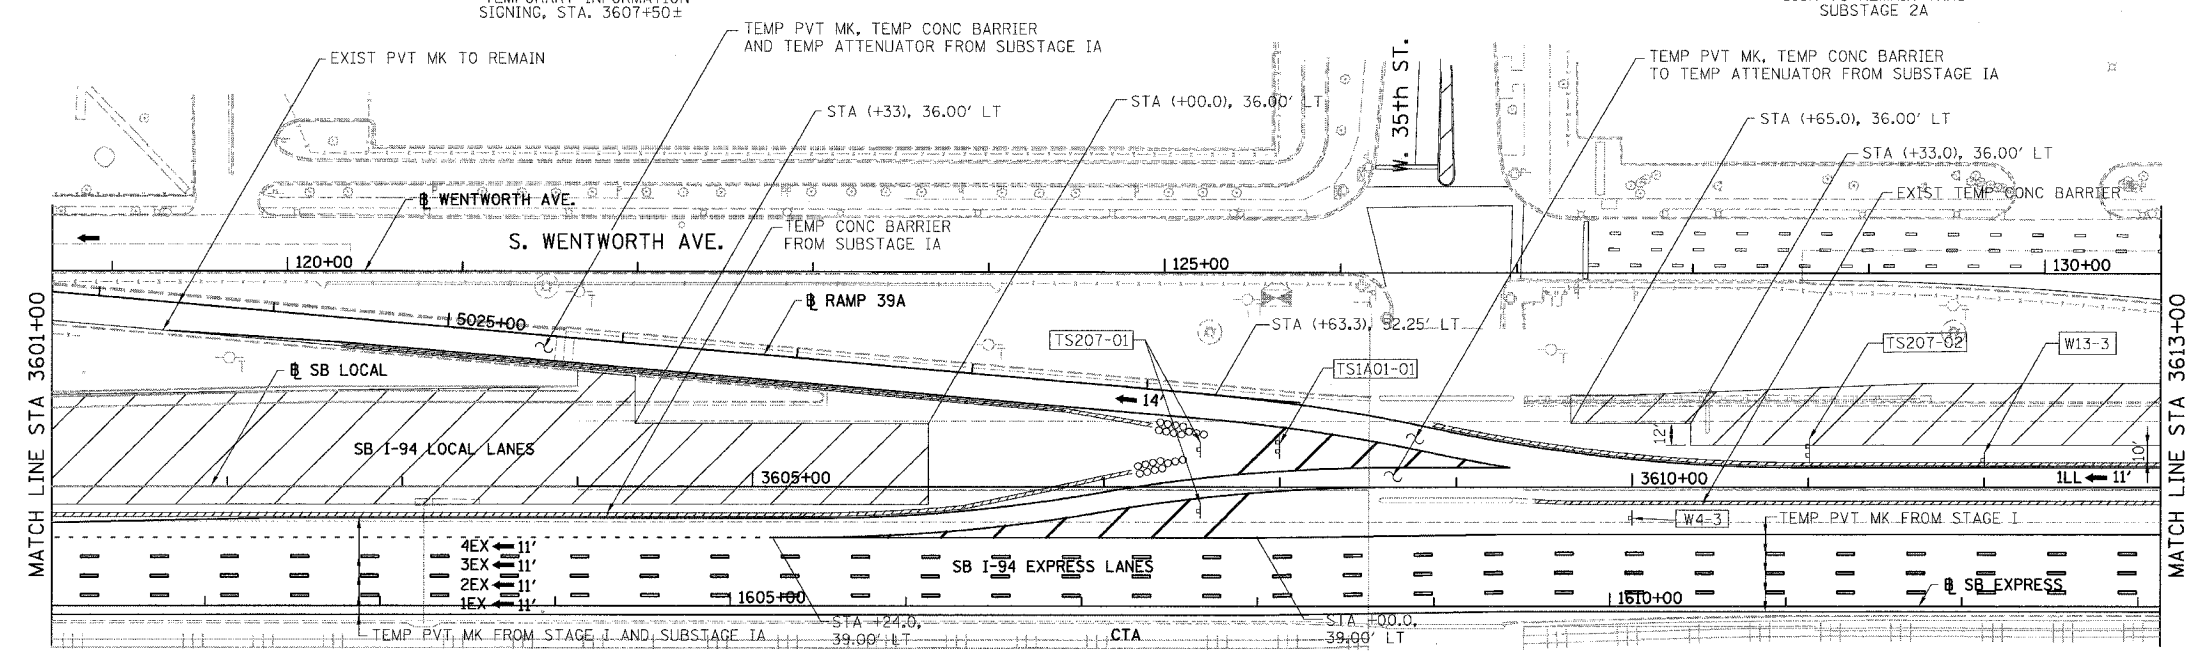 SIGNING, STA. 3607+50±
SUBSTAGE 2A
TEMP PVT MK, TEMP CONC BARRIER
AND TEMP ATTENUATOR FROM SUBSTAGE IA
EXIST PVT MK TO REMAIN
W. 35th ST.
TEMP PVT MK, TEMP CONC BARRIER
TO TEMP ATTENUATOR FROM SUBSTAGE IA
STA (+33), 36.00' LT
STA (+00.0), 36.00' LT
STA (+65.0), 36.00' LT
STA (+33.0), 36.00' LT
EXIST TEMP CONC BARRIER
WENTWORTH AVE.
S. WENTWORTH AVE.
TEMP CONC BARRIER
FROM SUBSTAGE IA
120+00
125+00
130+00
MATCH LINE STA 3601+00
MATCH LINE STA 3613+00
RAMP 39A
5025+00
STA (+63.3), 52.25' LT
TS207-01
TS207-02
W13-3
TS1A01-01
SB LOCAL
14'
12'
10'
SB I-94 LOCAL LANES
3605+00
3610+00
1LL 11'
W4-3
TEMP PVT MK FROM STAGE I
4EX 11'
3EX 11'
2EX 11'
1EX 11'
SB I-94 EXPRESS LANES
SB EXPRESS
1605+00
1610+00
STA +24.0,
39.00' LT
STA +00.0,
39.00' LT
TEMP PVT MK FROM STAGE I AND SUBSTAGE IA
CTA